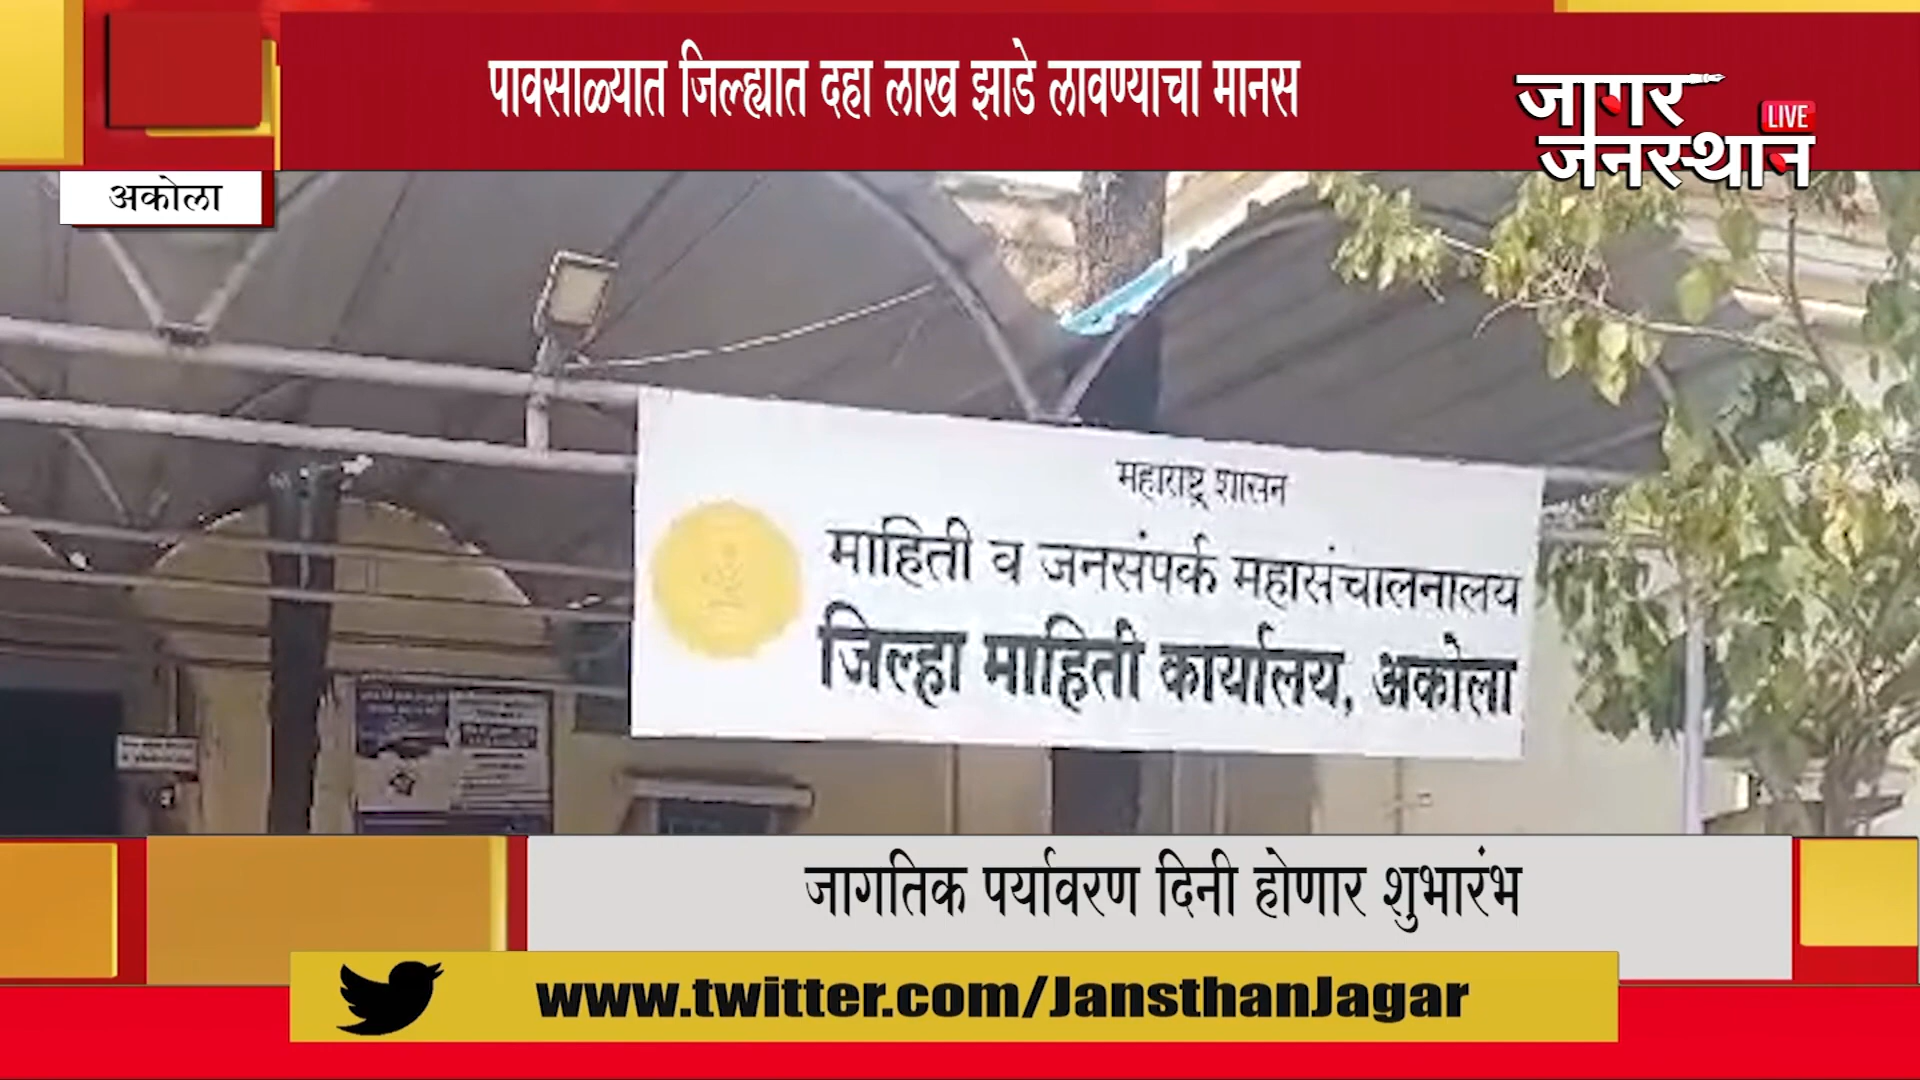 पावसाळ्यात जिल्ह्यात दहा लाख झाडे लावण्याचा मानस
जागर
LIVE
जनस्थान
अकोला
महाराष्ट्र शासन
माहिती व जनसंपर्क महासंचालनालय
जिल्हा माहिती कार्यालय, अकोला
जागतिक पर्यावरण दिनी होणार शुभारंभ
www.twitter.com/JansthanJagar